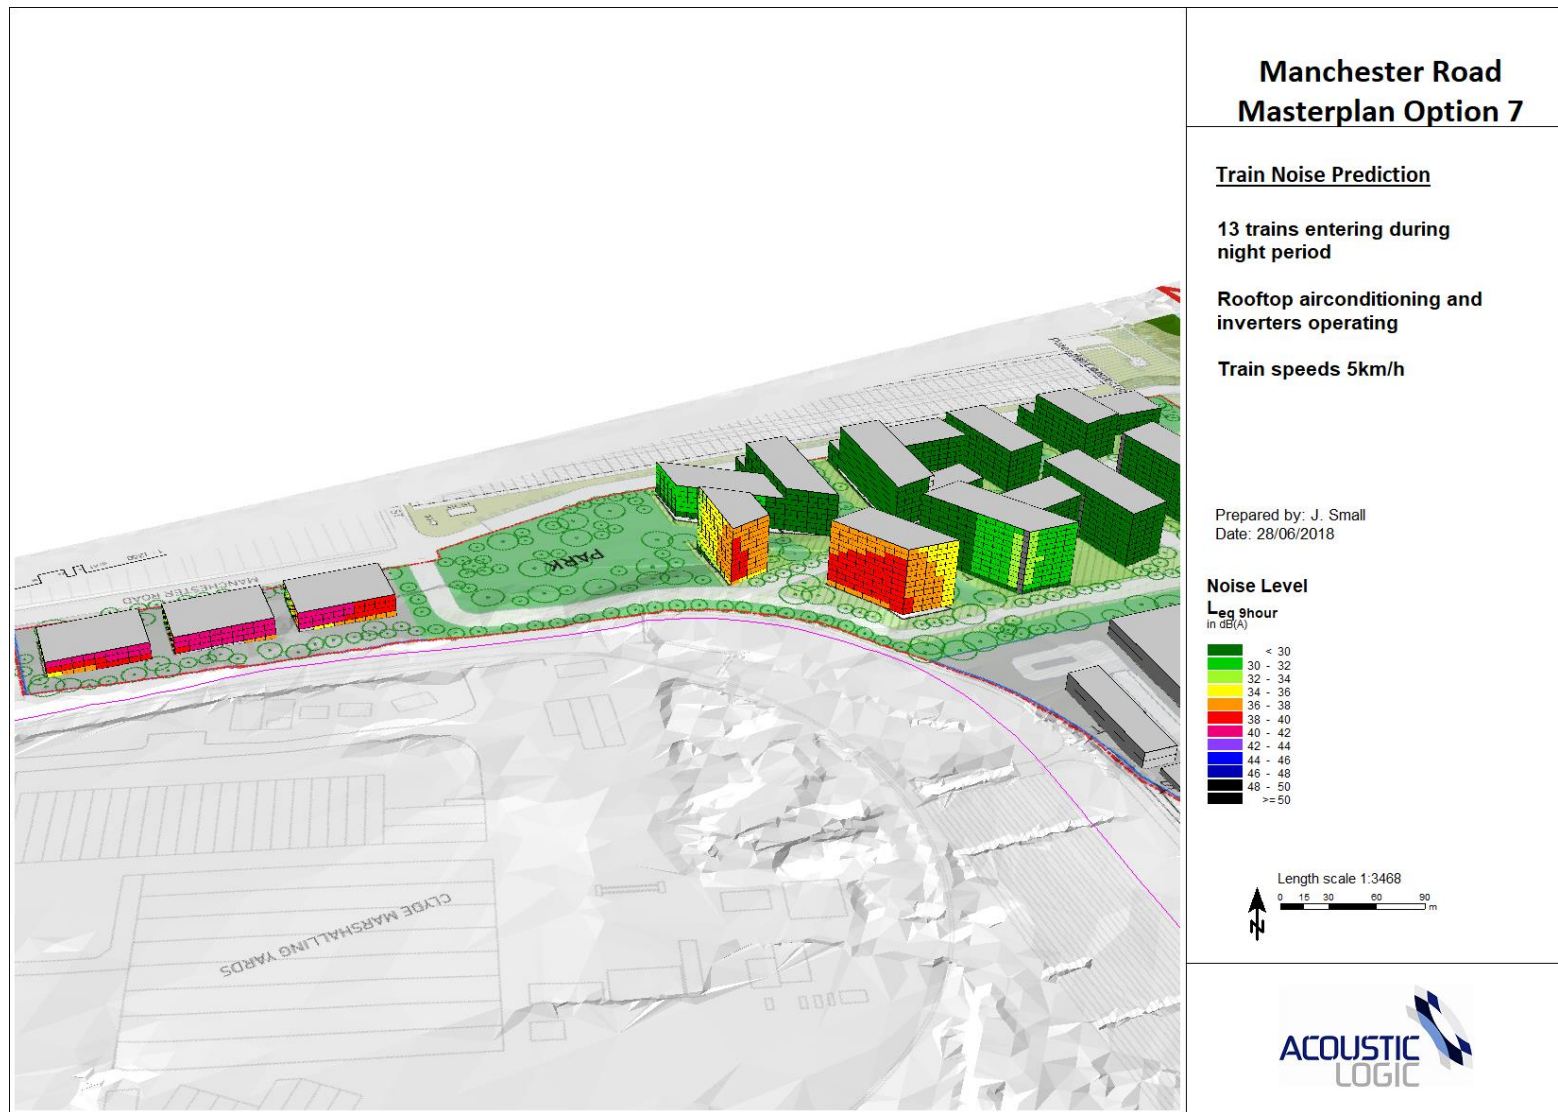 Manchester Road
Masterplan Option 7
Train Noise Prediction
13 trains entering during
night period
Rooftop airconditioning and
inverters operating
Train speeds 5km/h
Prepared by: J. Small
Date: 28/06/2018
Noise Level
Leq 9hour
in dB(A)
< 30
30 - 32
32 - 34
34 - 36
36 - 38
38 - 40
40 - 42
42 - 44
44 - 46
46 - 48
48 - 50
>= 50
Length scale 1:3468
0 15 30 60 90
m
N
ACOUSTIC
LOGIC
PARK
MANCHESTER ROAD
CLYDE MARSHALLING YARDS